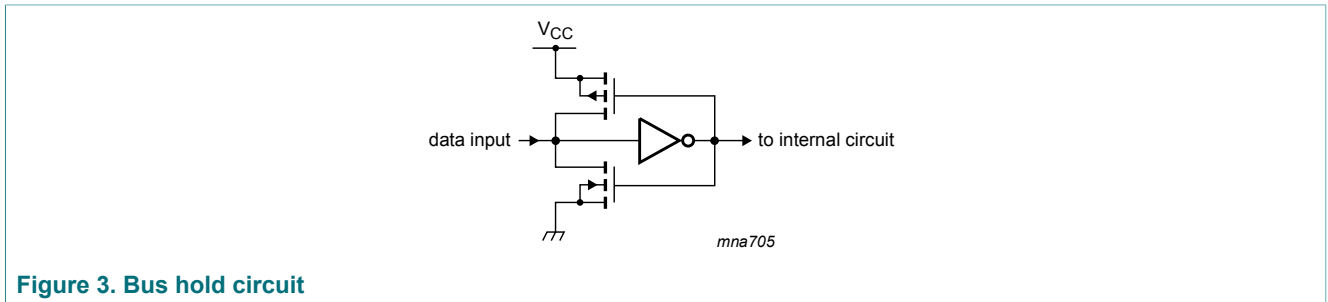 VCC
data input
to internal circuit
mna705
Figure 3. Bus hold circuit